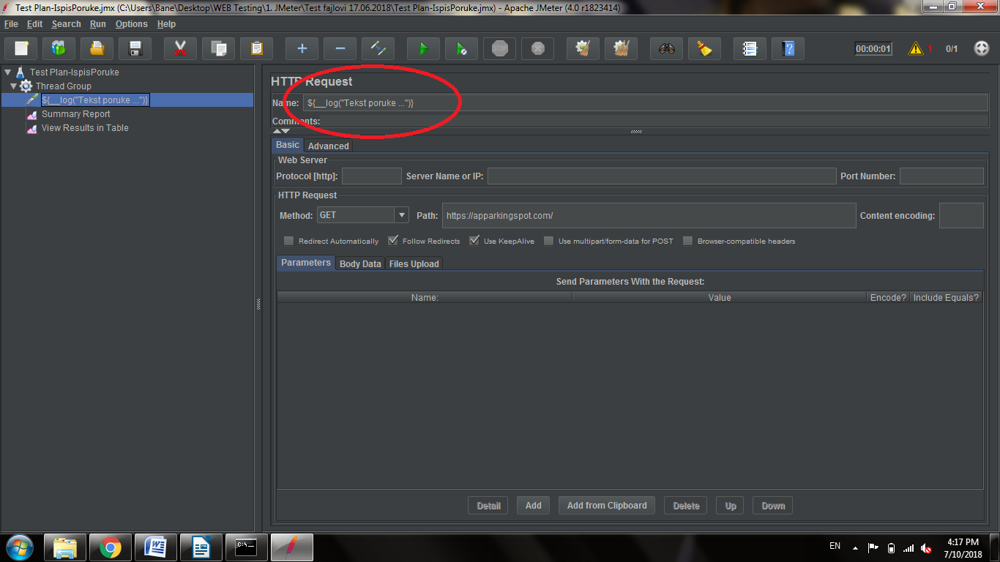 Test Plan-IspisPoruke.jmx (C:\Users\Bane\Desktop\WEB Testing\1. JMeter\Test fajlovi 17.06.2018\Test Plan-IspisPoruke.jmx) - Apache JMeter (4.0 r1823414)
File Edit Search Run Options Help
STOP 00:00:01 1 0/1
Test Plan-IspisPoruke
Thread Group
${__log("Tekst poruke ...")}
Summary Report
View Results in Table
HTTP Request
Name: ${__log("Tekst poruke ...")}
Comments:
Basic Advanced
Web Server
Protocol [http]: Server Name or IP: Port Number:
HTTP Request
Method: GET Path: https://apparkingspot.com/ Content encoding:
Redirect Automatically Follow Redirects Use KeepAlive Use multipart/form-data for POST Browser-compatible headers
Parameters Body Data Files Upload
Send Parameters With the Request:
Name: Value Encode? Include Equals?
Detail Add Add from Clipboard Delete Up Down
EN 4:17 PM
7/10/2018